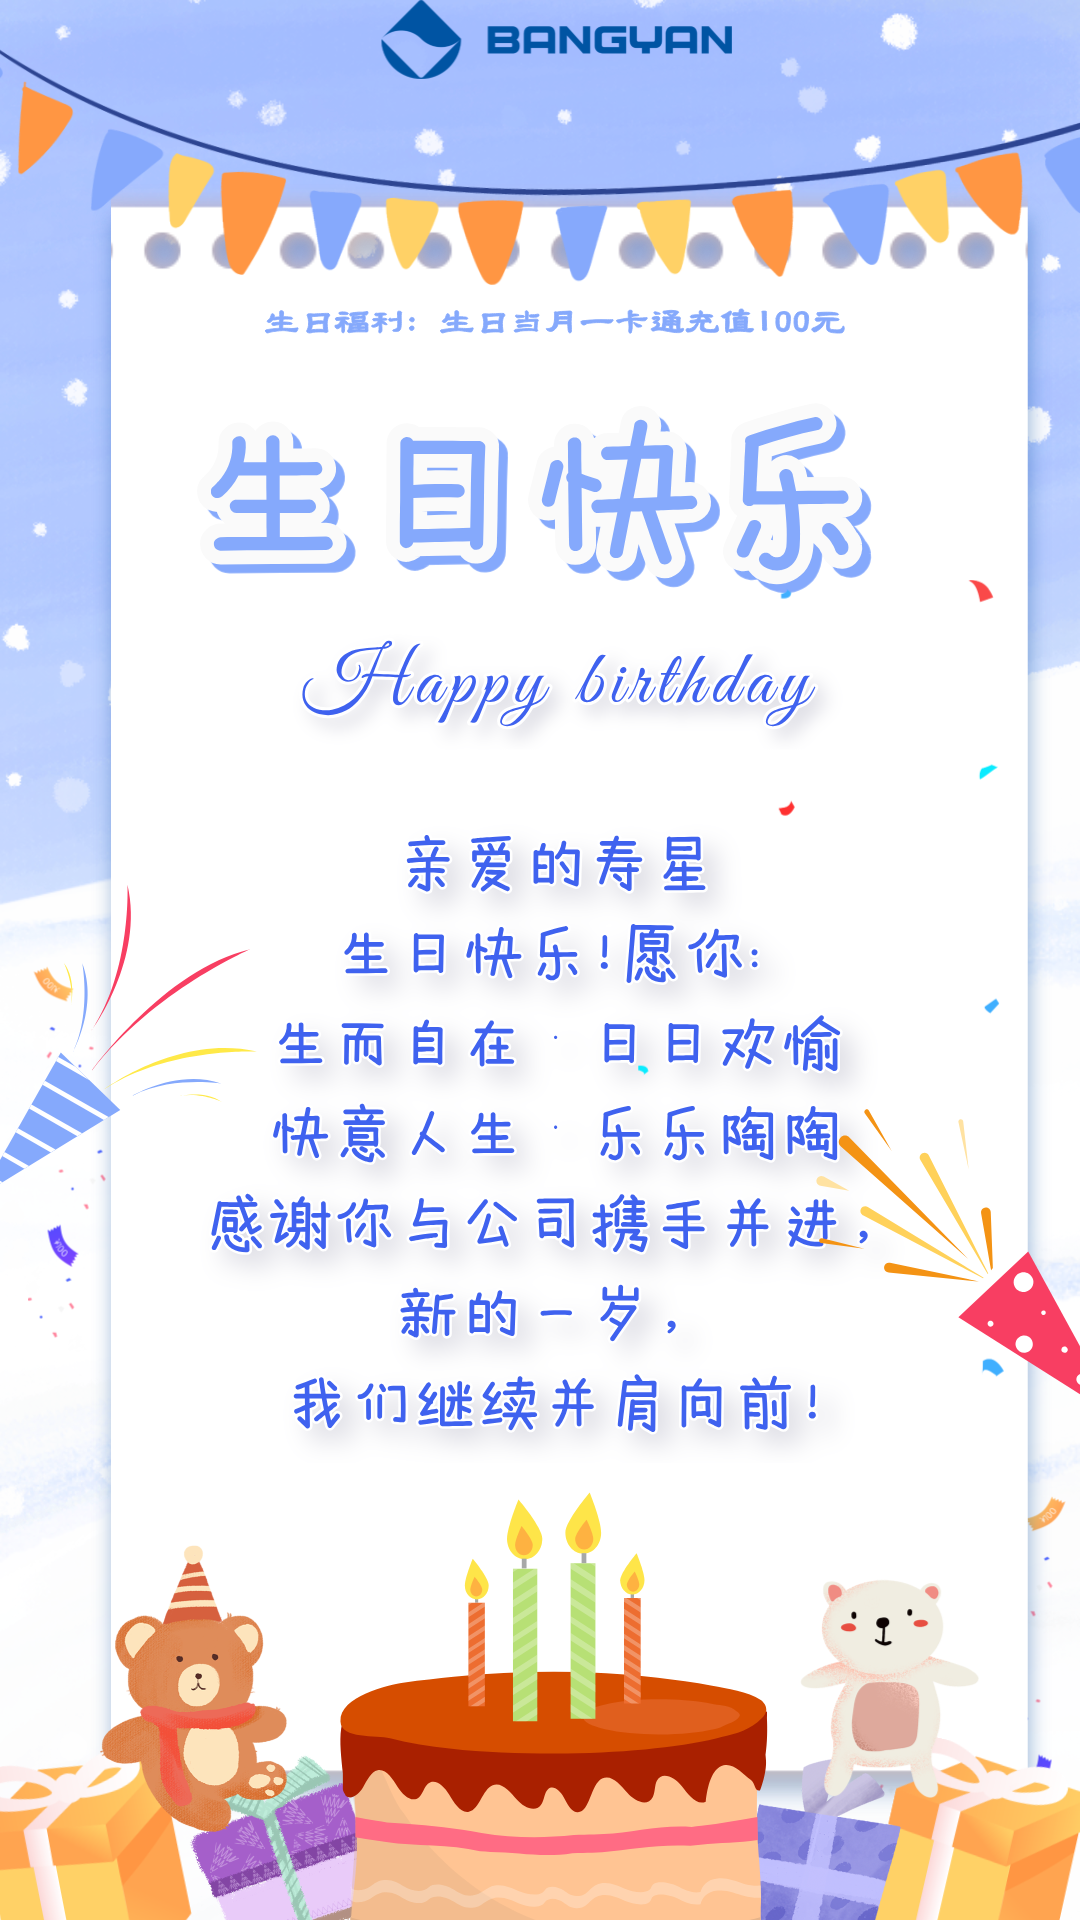 BANGYAN
生日福利：生日当月一卡通充值100元
生日快乐
Happy birthday
亲爱的寿星
生日快乐！愿你：
生而自在 · 日日欢愉
快意人生 · 乐乐陶陶
感谢你与公司携手并进，
新的一岁，
我们继续并肩向前！